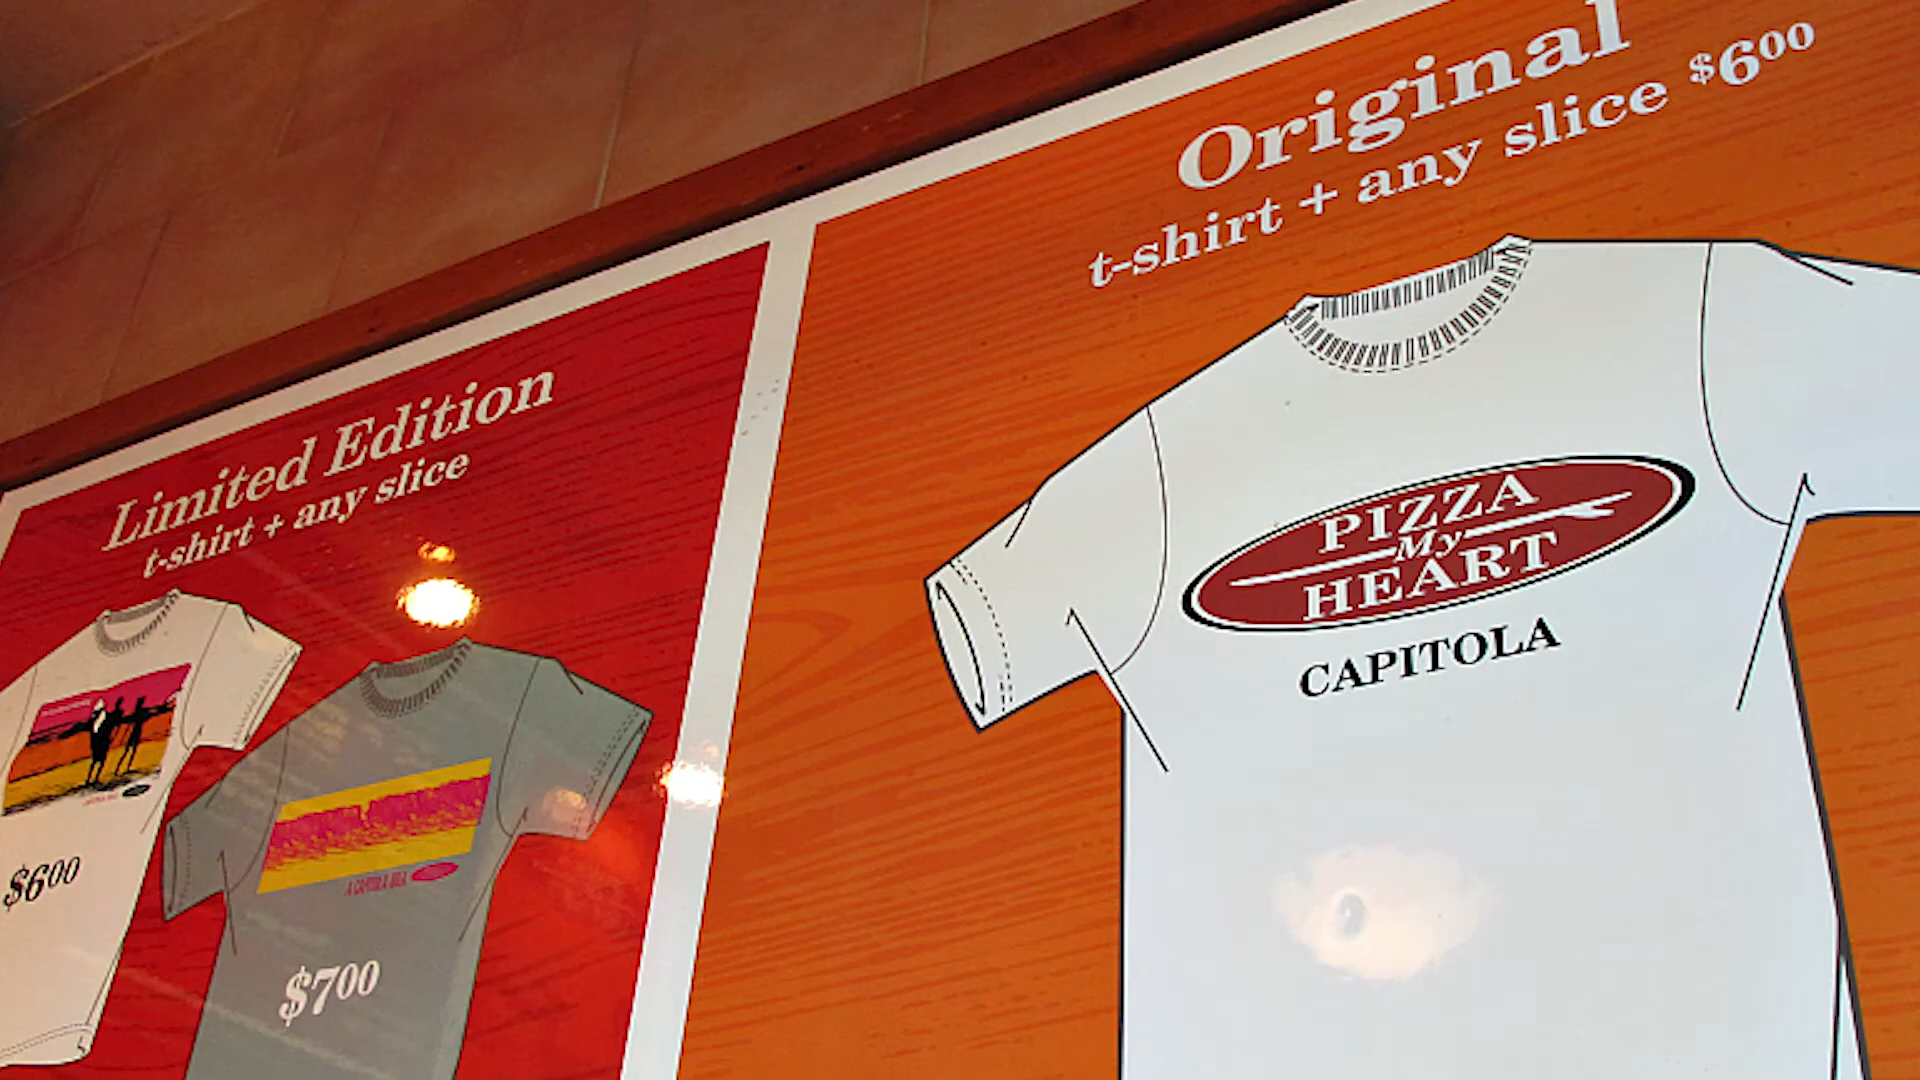 Limited Edition
t-shirt + any slice
$600
$700
Original
t-shirt + any slice $600
PIZZA
My
HEART
CAPITOLA